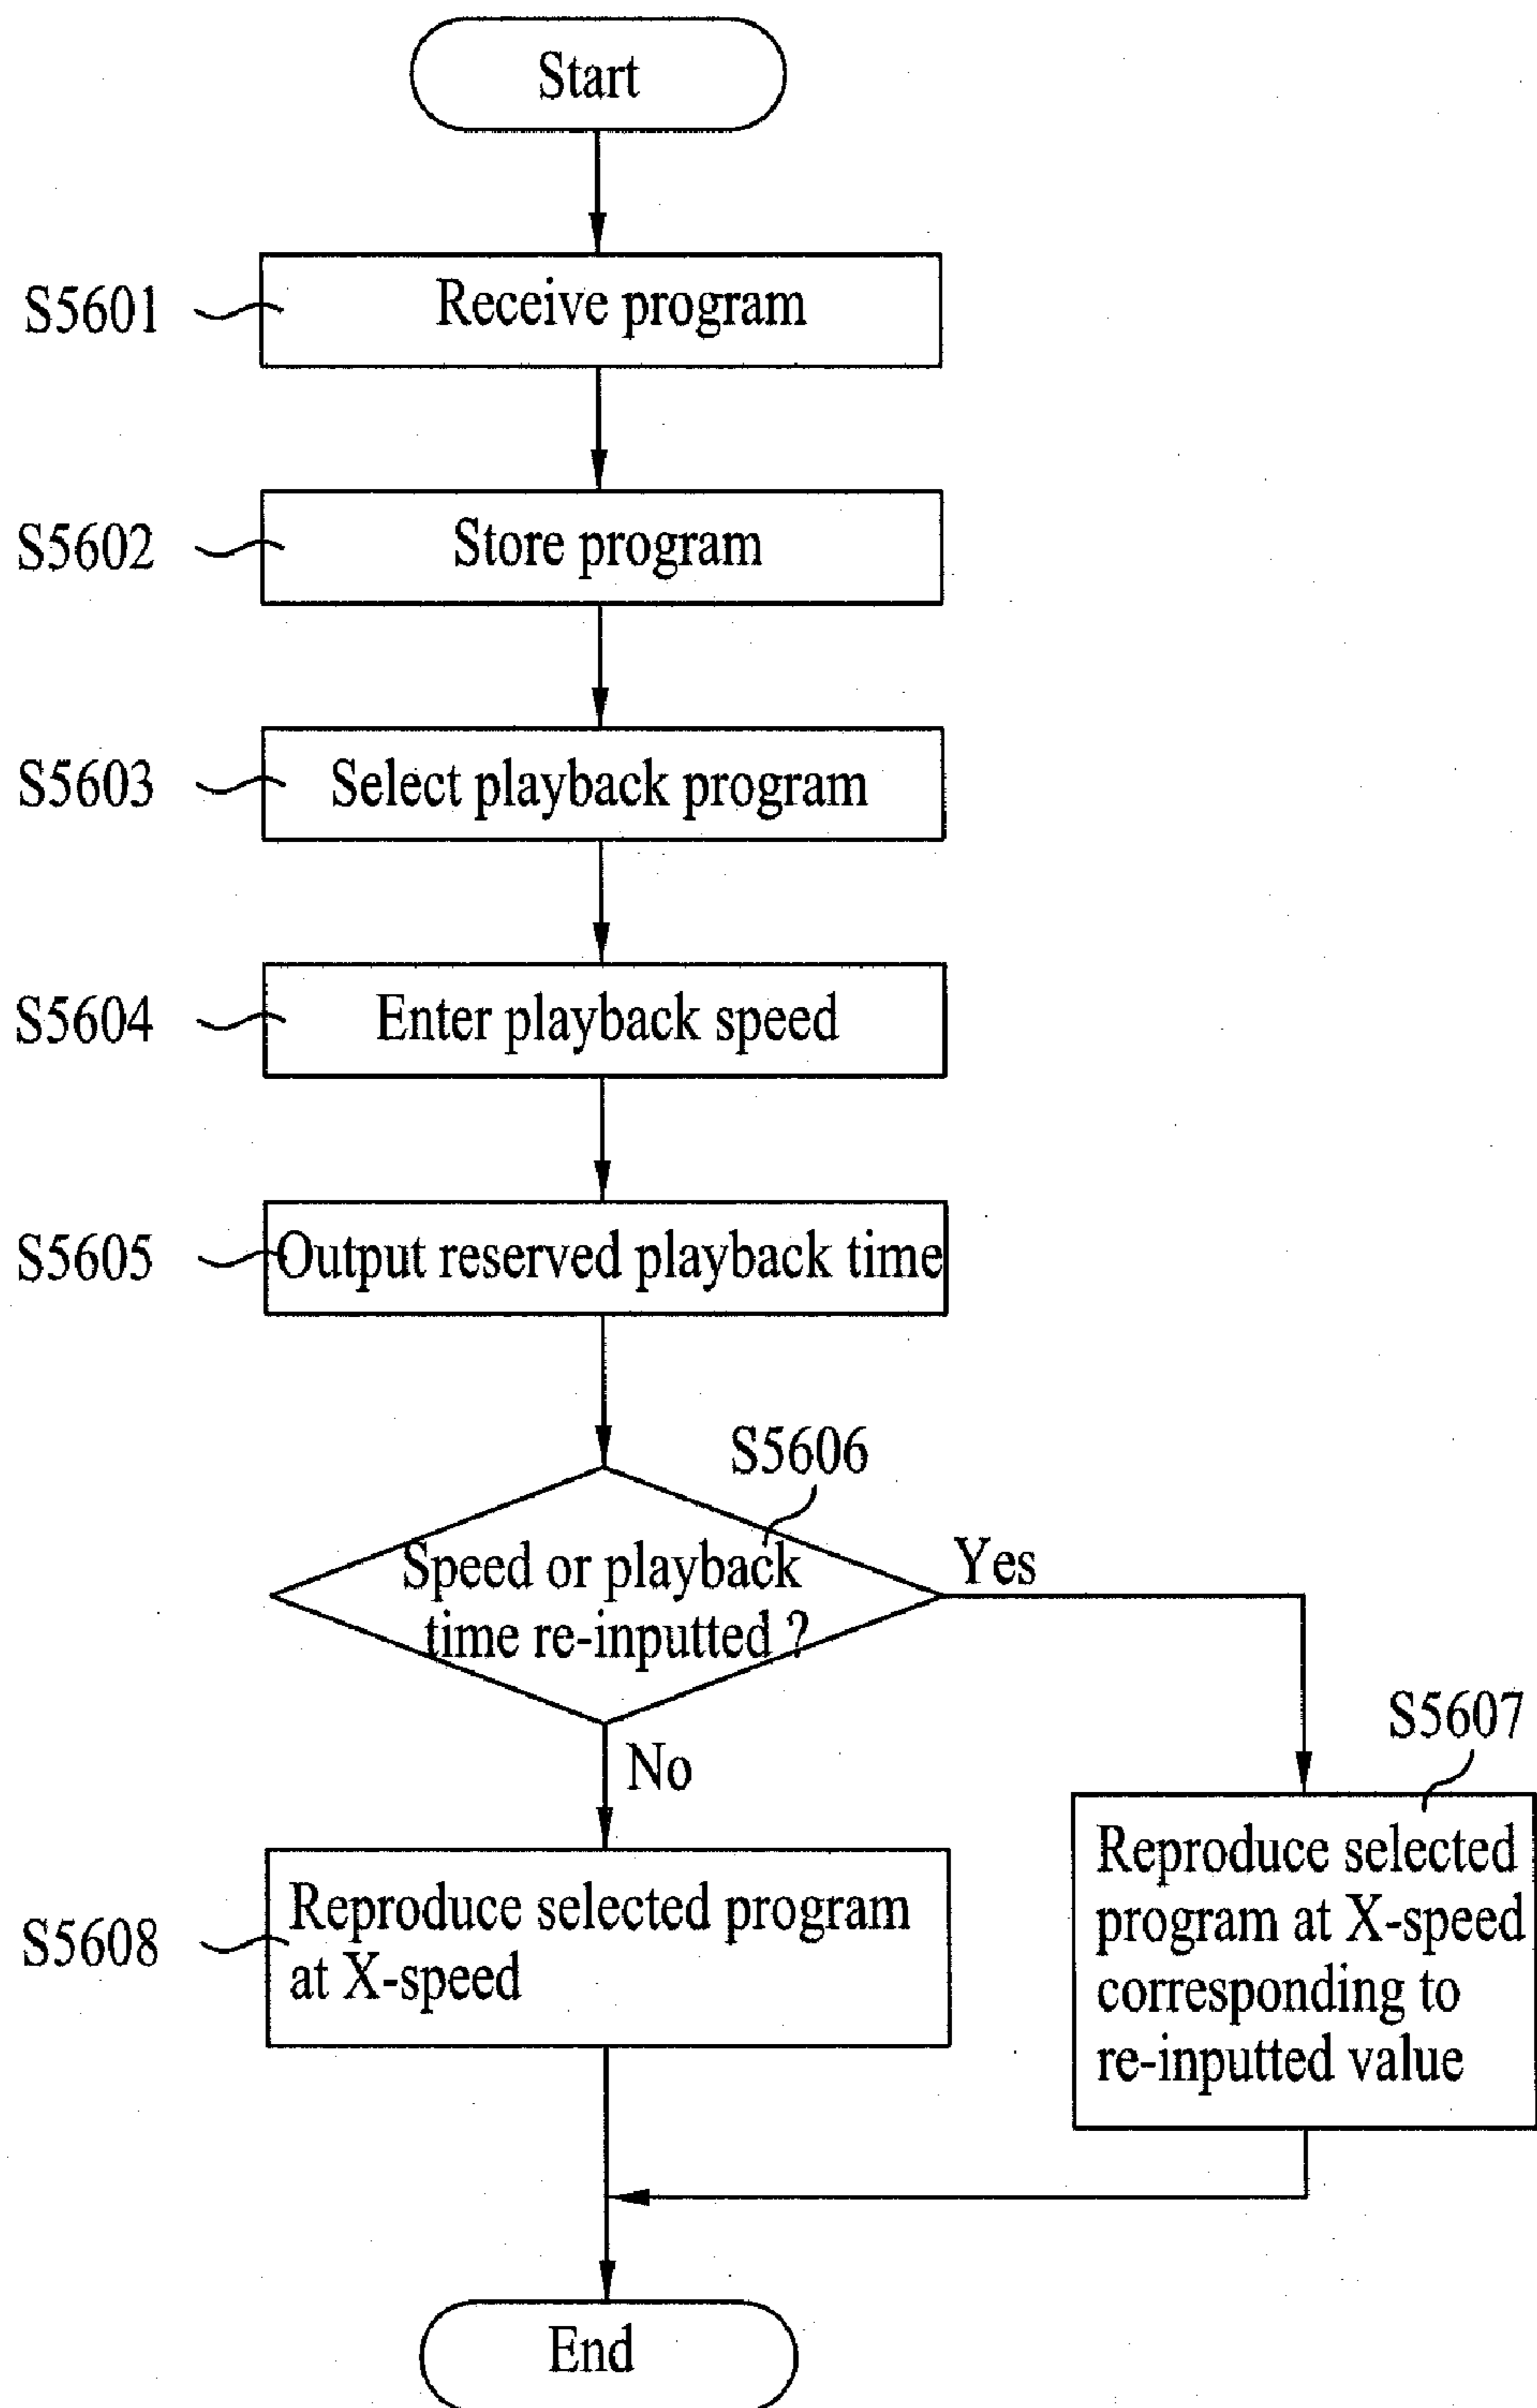 Start
S5601
Receive program
S5602
Store program
S5603
Select playback program
S5604
Enter playback speed
S5605
Output reserved playback time
S5606
Speed or playback
time re-inputted ?
Yes
No
S5607
Reproduce selected
program at X-speed
corresponding to
re-inputted value
S5608
Reproduce selected program
at X-speed
End